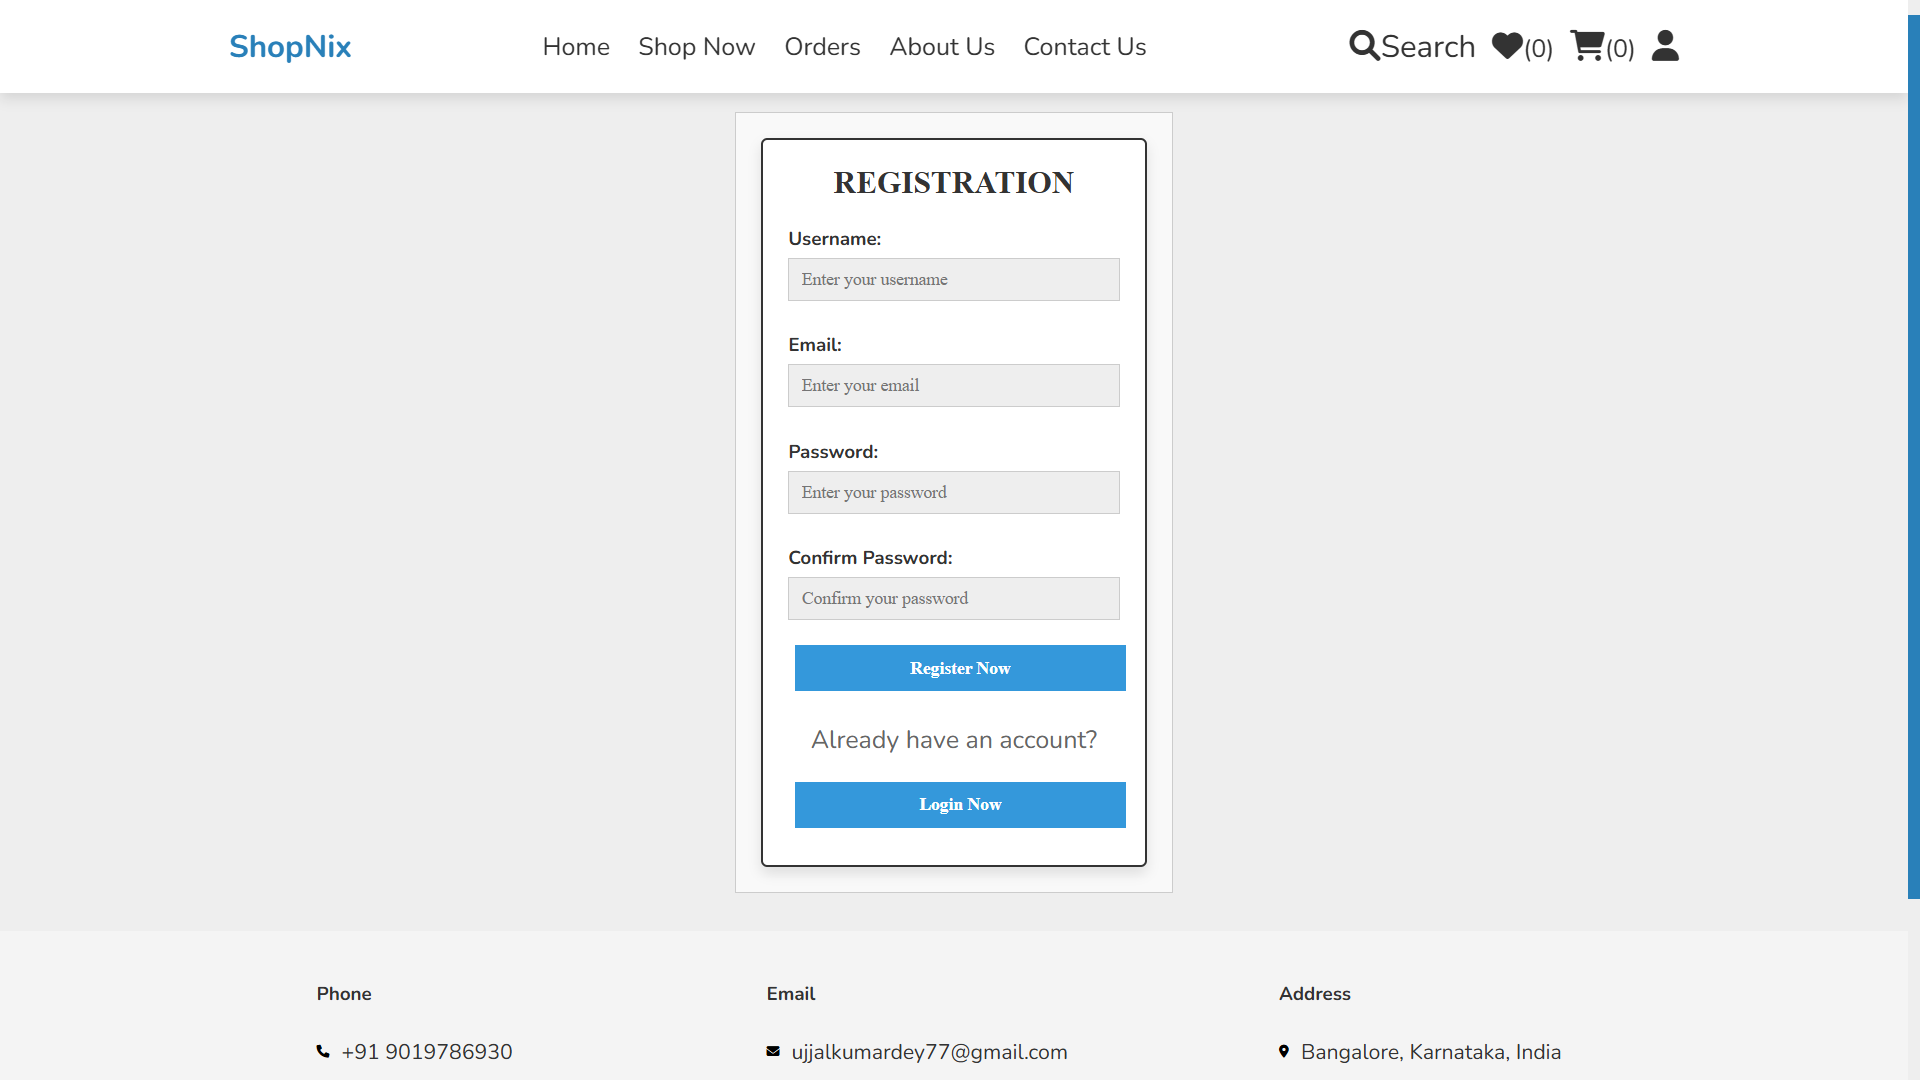 ShopNix
Home Shop Now Orders About Us Contact Us
Search (0) (0)
REGISTRATION
Username:
Enter your username
Email:
Enter your email
Password:
Enter your password
Confirm Password:
Confirm your password
Register Now
Already have an account?
Login Now
Phone
+91 9019786930
Email
ujjalkumardey77@gmail.com
Address
Bangalore, Karnataka, India